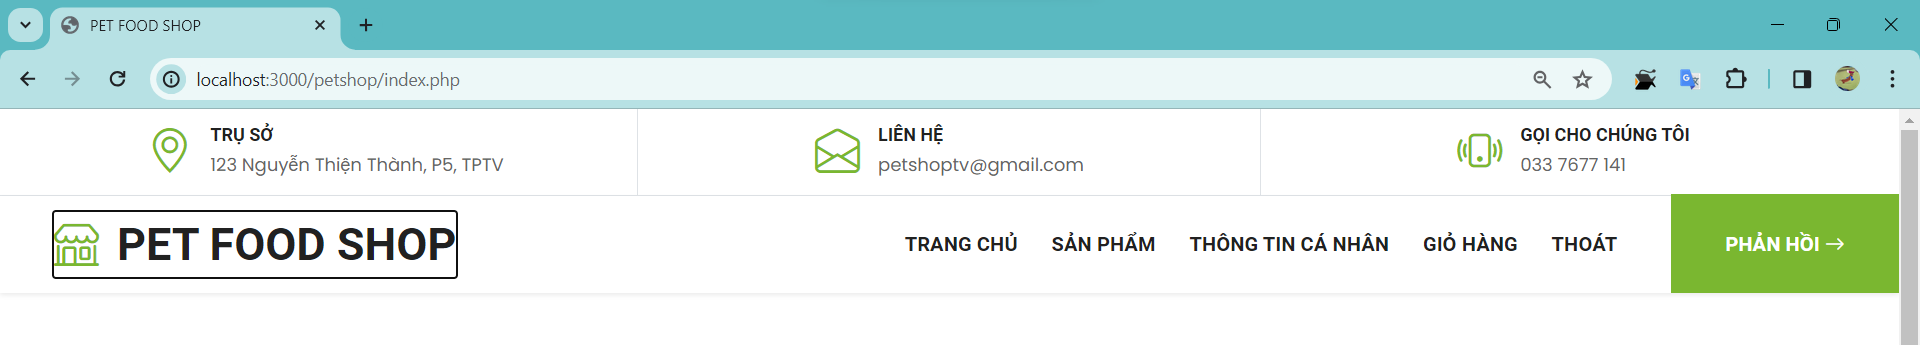 PET FOOD SHOP
localhost:3000/petshop/index.php
TRỤ SỞ
123 Nguyễn Thiện Thành, P5, TPTV
LIÊN HỆ
petshoptv@gmail.com
GỌI CHO CHÚNG TÔI
033 7677 141
PET FOOD SHOP
TRANG CHỦ SẢN PHẨM THÔNG TIN CÁ NHÂN GIỎ HÀNG THOÁT PHẢN HỒI →